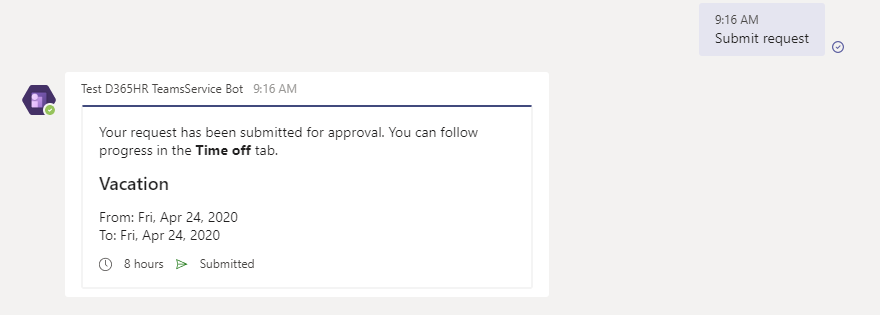 9:16 AM
Submit request
Test D365HR TeamsService Bot 9:16 AM
Your request has been submitted for approval. You can follow
progress in the Time off tab.
Vacation
From: Fri, Apr 24, 2020
To: Fri, Apr 24, 2020
8 hours Submitted